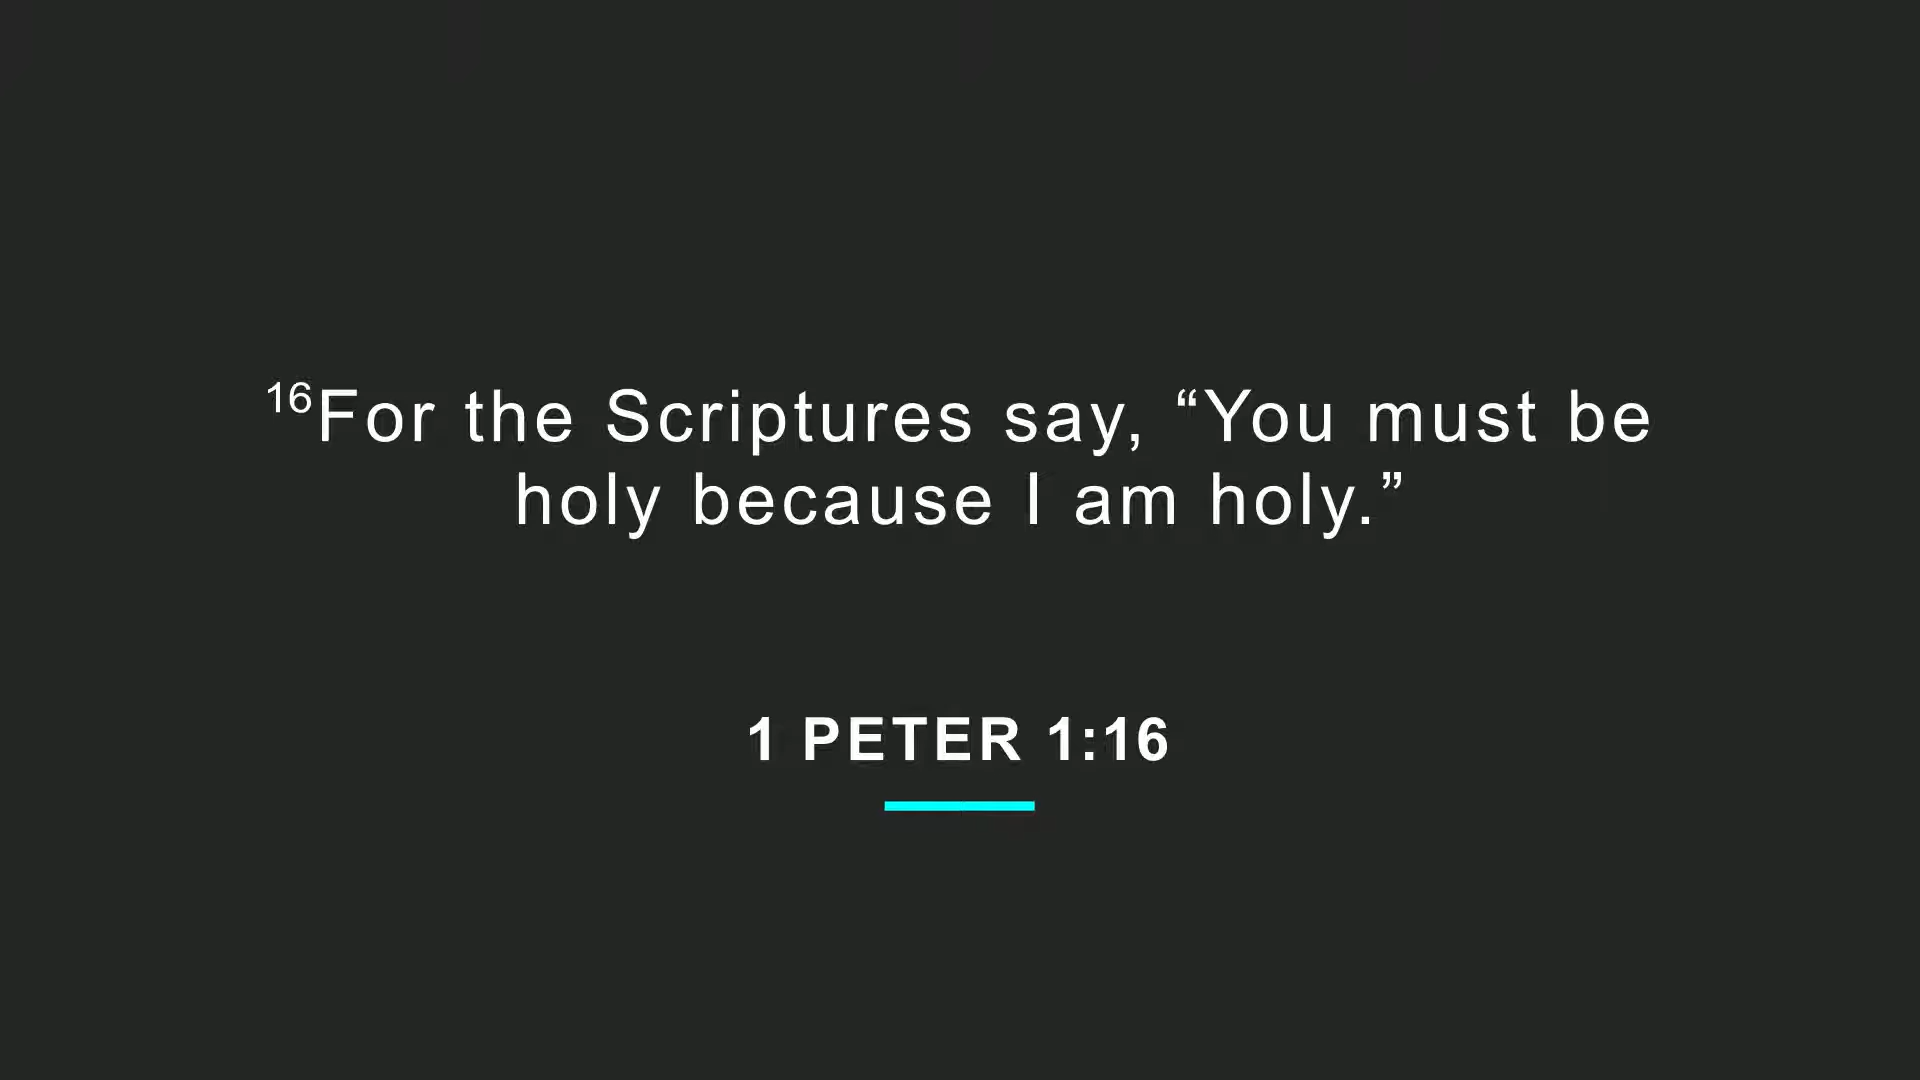 16For the Scriptures say, “You must be
holy because I am holy.”
1 PETER 1:16